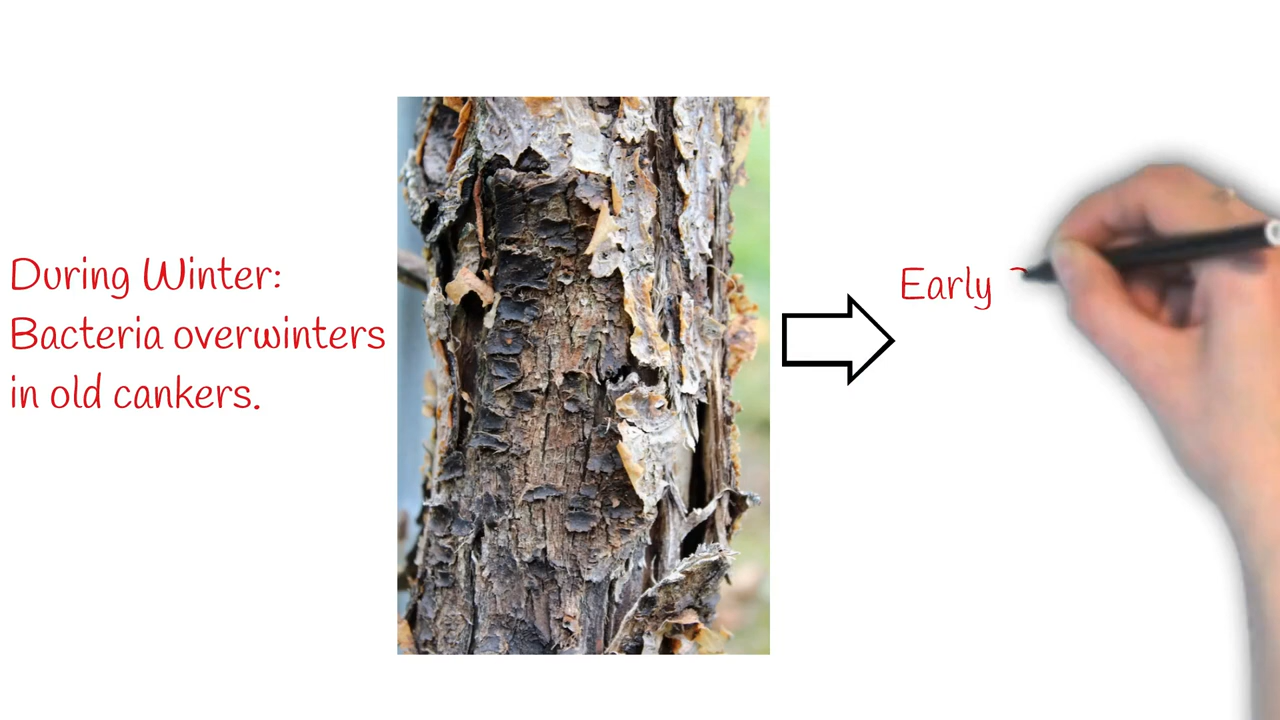 During Winter:
Bacteria overwinters
in old cankers.
Early